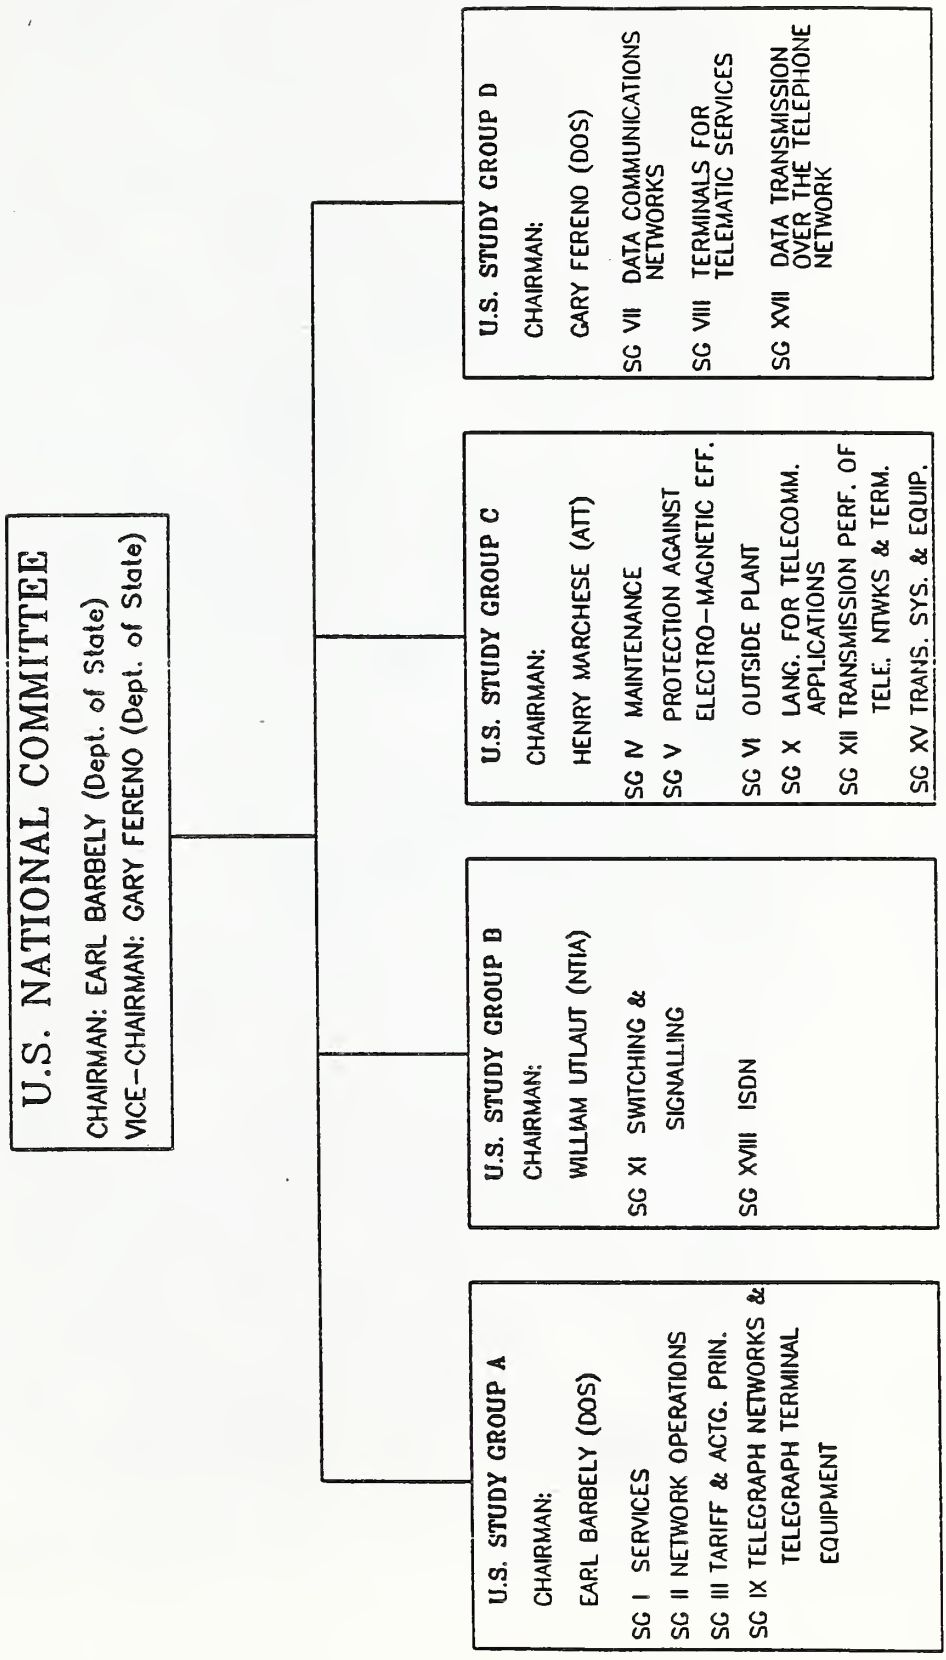 U.S. NATIONAL COMMITTEE
CHAIRMAN: EARL BARBELY (Dept. of State)
VICE-CHAIRMAN: GARY FERENO (Dept. of State)
U.S. STUDY GROUP A
CHAIRMAN:
EARL BARBELY (DOS)
SG I SERVICES
SG II NETWORK OPERATIONS
SG III TARIFF & ACTG. PRIN.
SG IX TELEGRAPH NETWORKS &
TELEGRAPH TERMINAL
EQUIPMENT
U.S. STUDY GROUP B
CHAIRMAN:
WILLIAM UTLAUT (NTIA)
SG XI SWITCHING &
SIGNALLING
SG XVIII ISDN
U.S. STUDY GROUP C
CHAIRMAN:
HENRY MARCHESE (ATT)
SG IV MAINTENANCE
SG V PROTECTION AGAINST
ELECTRO-MAGNETIC EFF.
SG VI OUTSIDE PLANT
SG X LANG. FOR TELECOMM.
APPLICATIONS
SG XII TRANSMISSION PERF. OF
TELE. NTWKS & TERM.
SG XV TRANS. SYS. & EQUIP.
U.S. STUDY GROUP D
CHAIRMAN:
GARY FERENO (DOS)
SG VII DATA COMMUNICATIONS
NETWORKS
SG VIII TERMINALS FOR
TELEMATIC SERVICES
SG XVII DATA TRANSMISSION
OVER THE TELEPHONE
NETWORK